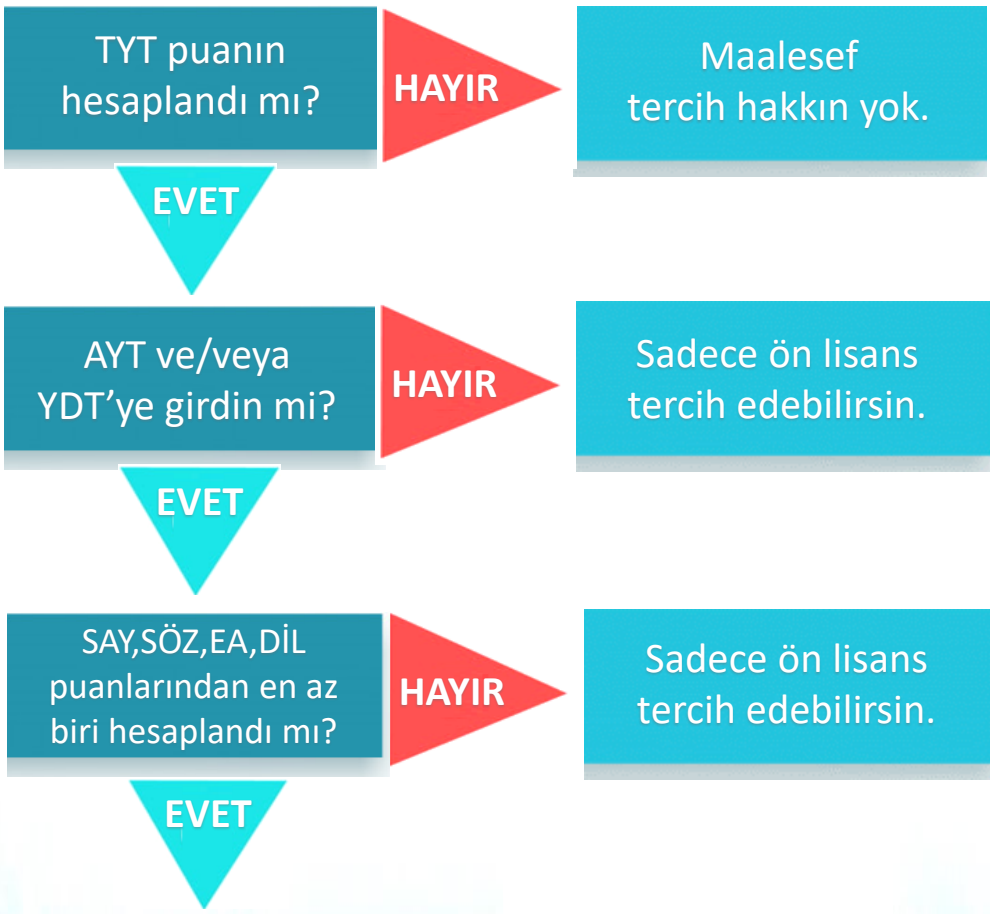 TYT puanın
hesaplandı mı?
HAYIR
Maalesef
tercih hakkın yok.
EVET
AYT ve/veya
YDT’ye girdin mi?
HAYIR
Sadece ön lisans
tercih edebilirsin.
EVET
SAY,SÖZ,EA,DİL
puanlarından en az
biri hesaplandı mı?
HAYIR
Sadece ön lisans
tercih edebilirsin.
EVET